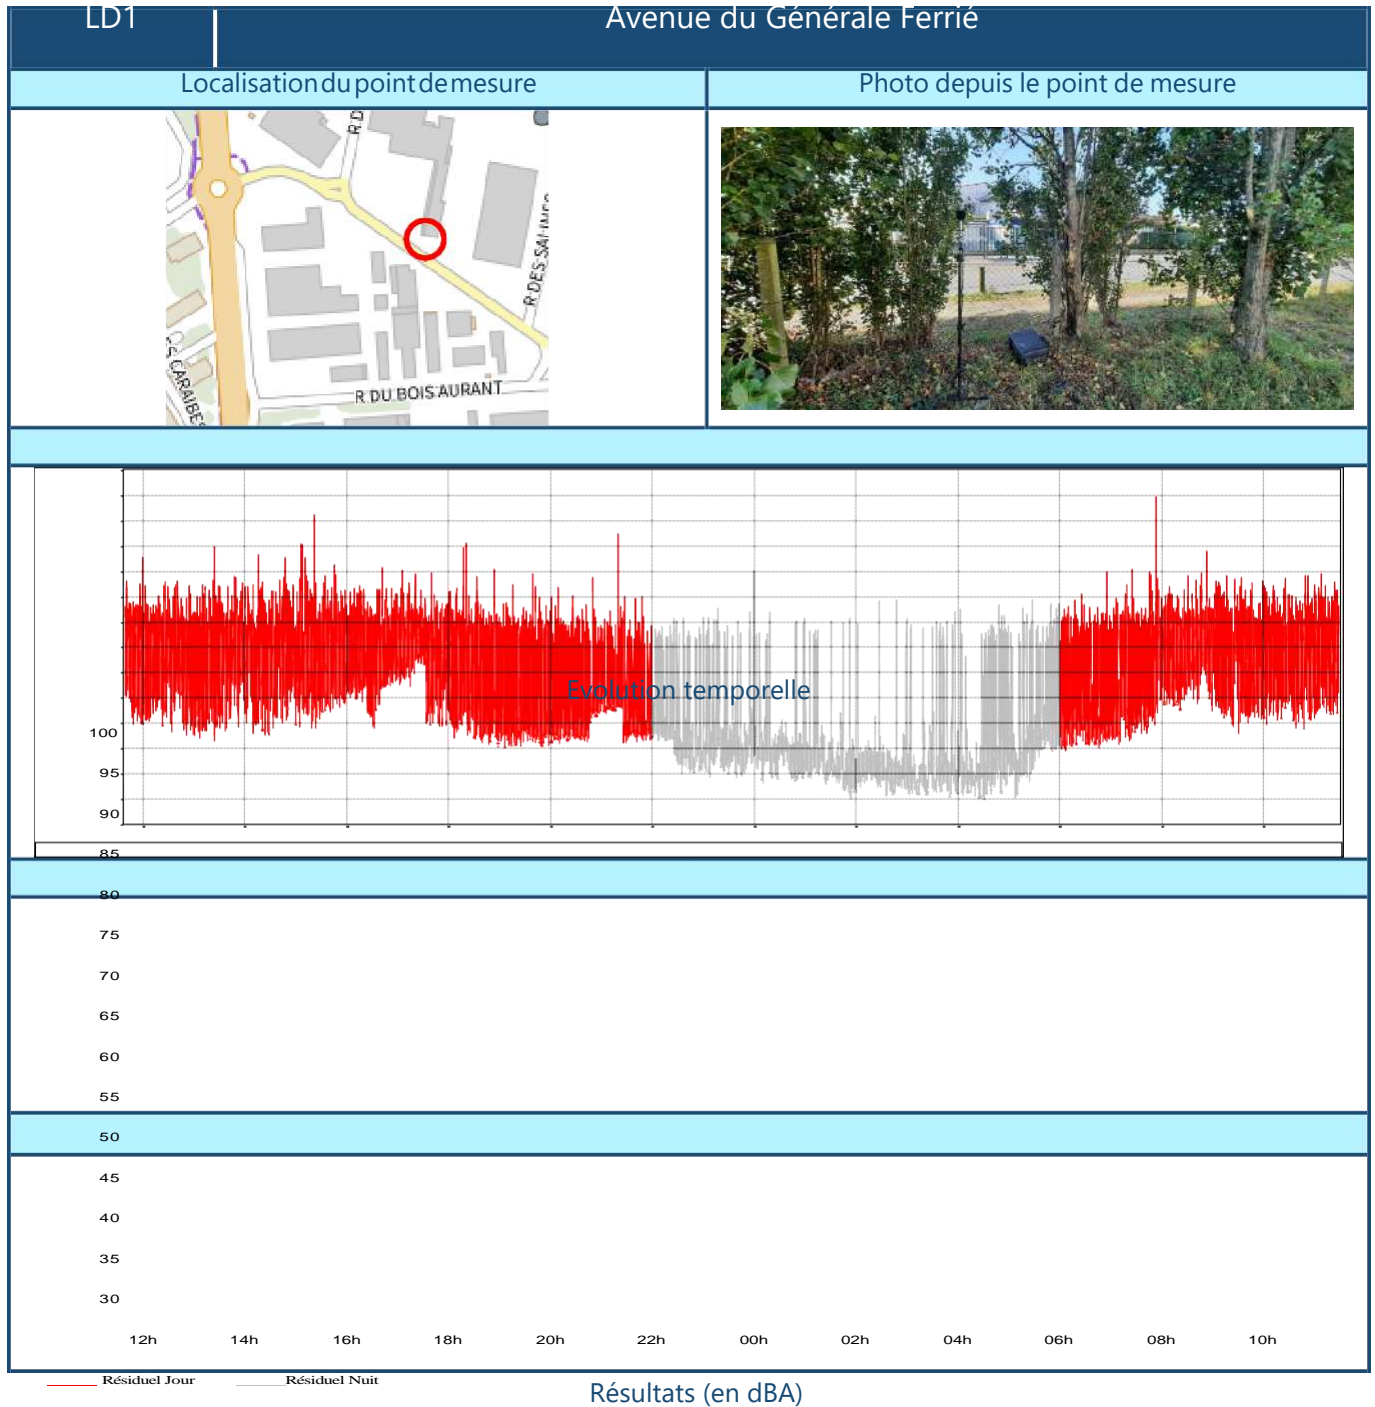 LD1
Avenue du Générale Ferrié
Localisation du point de mesure
Photo depuis le point de mesure
R D
R DES SALINES
S CARAIBES
R DU BOIS AURANT
Evolution temporelle
100
95
90
85
80
75
70
65
60
55
50
45
40
35
30
12h 14h 16h 18h 20h 22h 00h 02h 04h 06h 08h 10h
Résiduel Jour Résiduel Nuit
Résultats (en dBA)